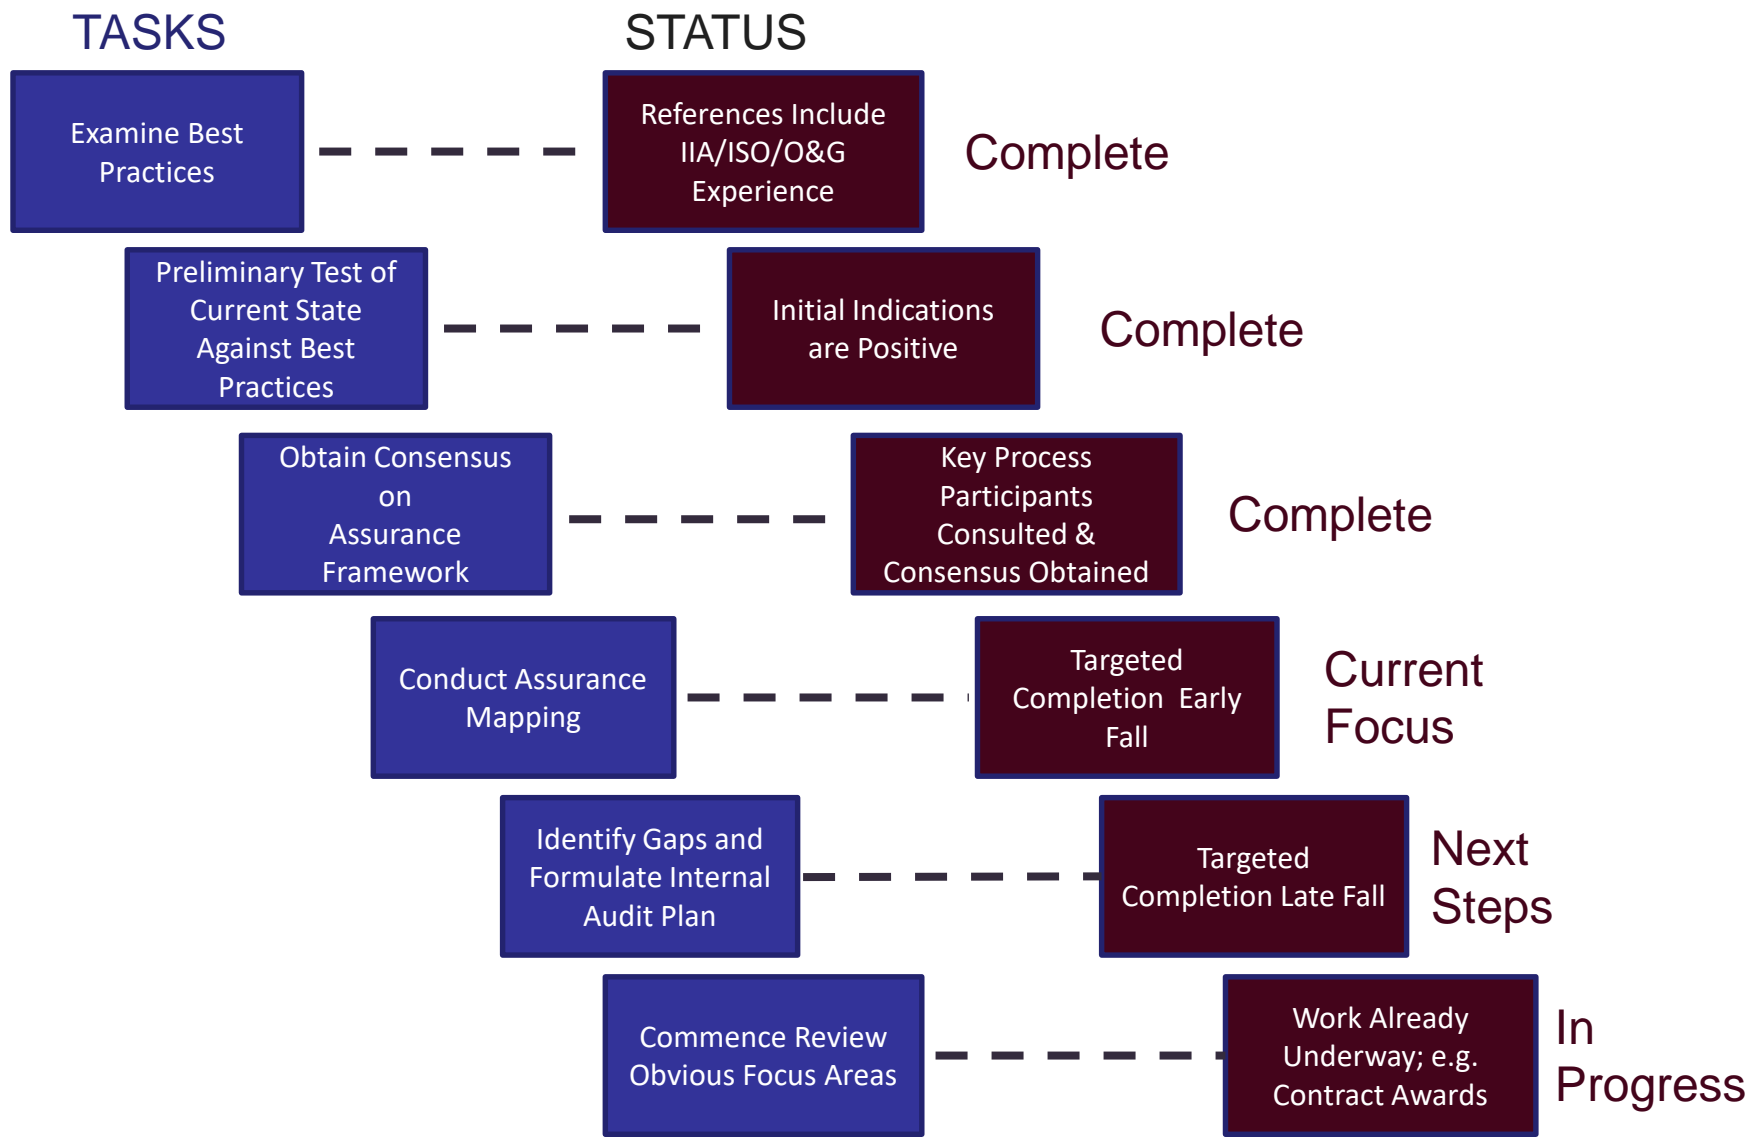 TASKS
STATUS
Examine Best
Practices
References Include
IIA/ISO/O&G
Experience
Complete
Preliminary Test of
Current State
Against Best
Practices
Initial Indications
are Positive
Complete
Obtain Consensus
on
Assurance
Framework
Key Process
Participants
Consulted &
Consensus Obtained
Complete
Conduct Assurance
Mapping
Targeted
Completion Early
Fall
Current
Focus
Identify Gaps and
Formulate Internal
Audit Plan
Targeted
Completion Late Fall
Next
Steps
Commence Review
Obvious Focus Areas
Work Already
Underway; e.g.
Contract Awards
In
Progress